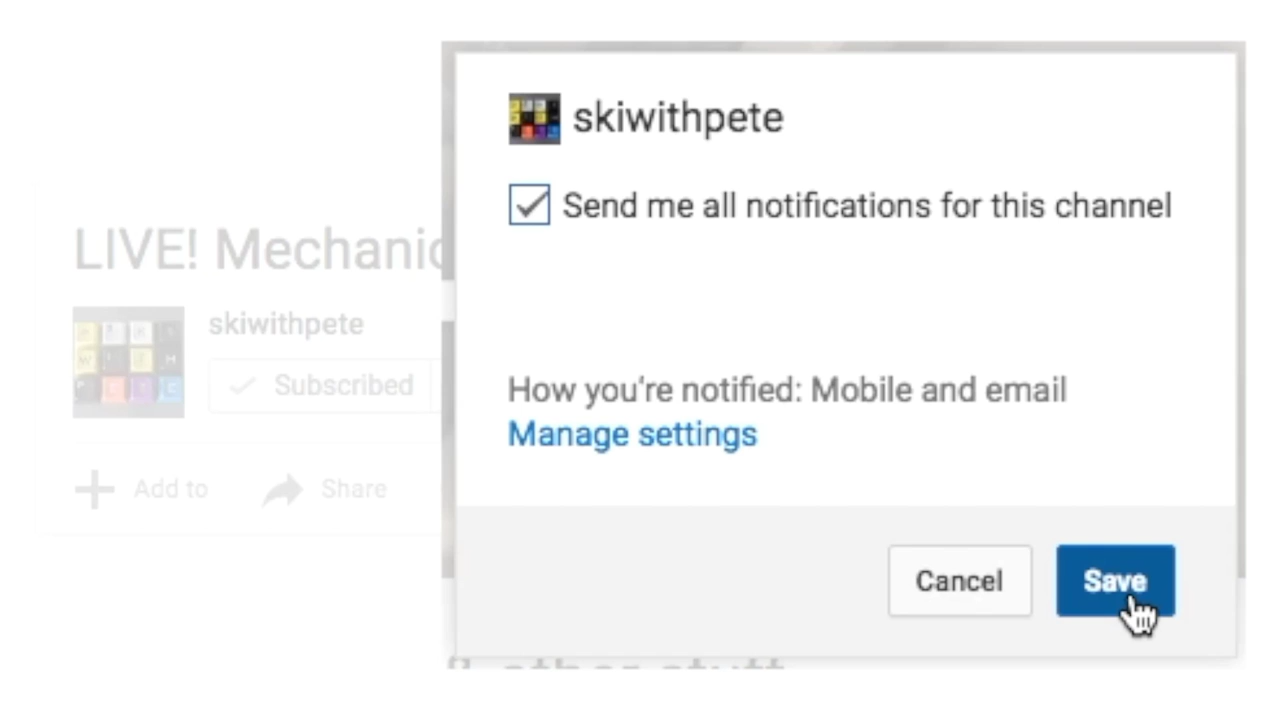 skiwithpete
Send me all notifications for this channel
How you're notified: Mobile and email
Manage settings
Cancel
Save
LIVE! Mechanic
skiwithpete
Subscribed
Add to
Share